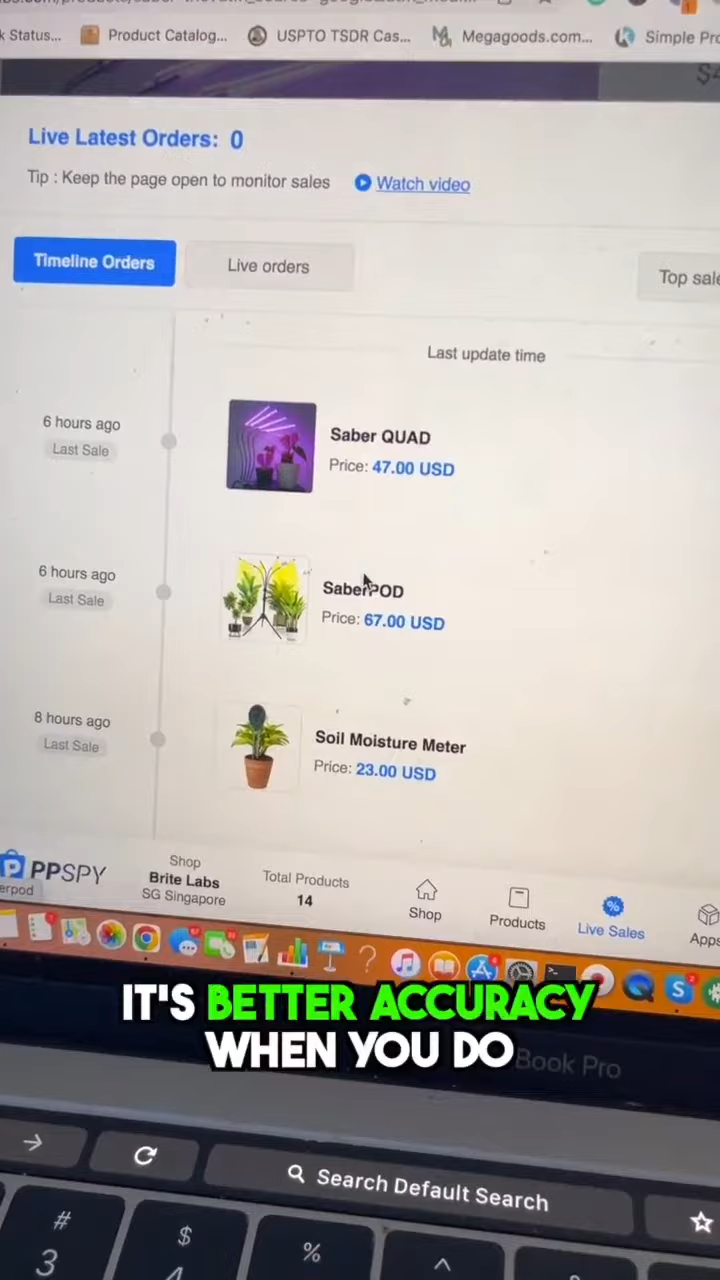 k Status...
Product Catalog...
USPTO TSDR Cas...
Megagoods.com...
Simple Pro
Live Latest Orders: 0
Tip : Keep the page open to monitor sales
Watch video
Timeline Orders
Live orders
Top sale
Last update time
6 hours ago
Last Sale
Saber QUAD
Price: 47.00 USD
6 hours ago
Last Sale
SaberPOD
Price: 67.00 USD
8 hours ago
Last Sale
Soil Moisture Meter
Price: 23.00 USD
PPSPY
erpod
Shop
Brite Labs
SG Singapore
Total Products
14
Shop
Products
Live Sales
Apps
IT'S BETTER ACCURACY
WHEN YOU DO
Book Pro
Search Default Search
#
3
$
4
%
^